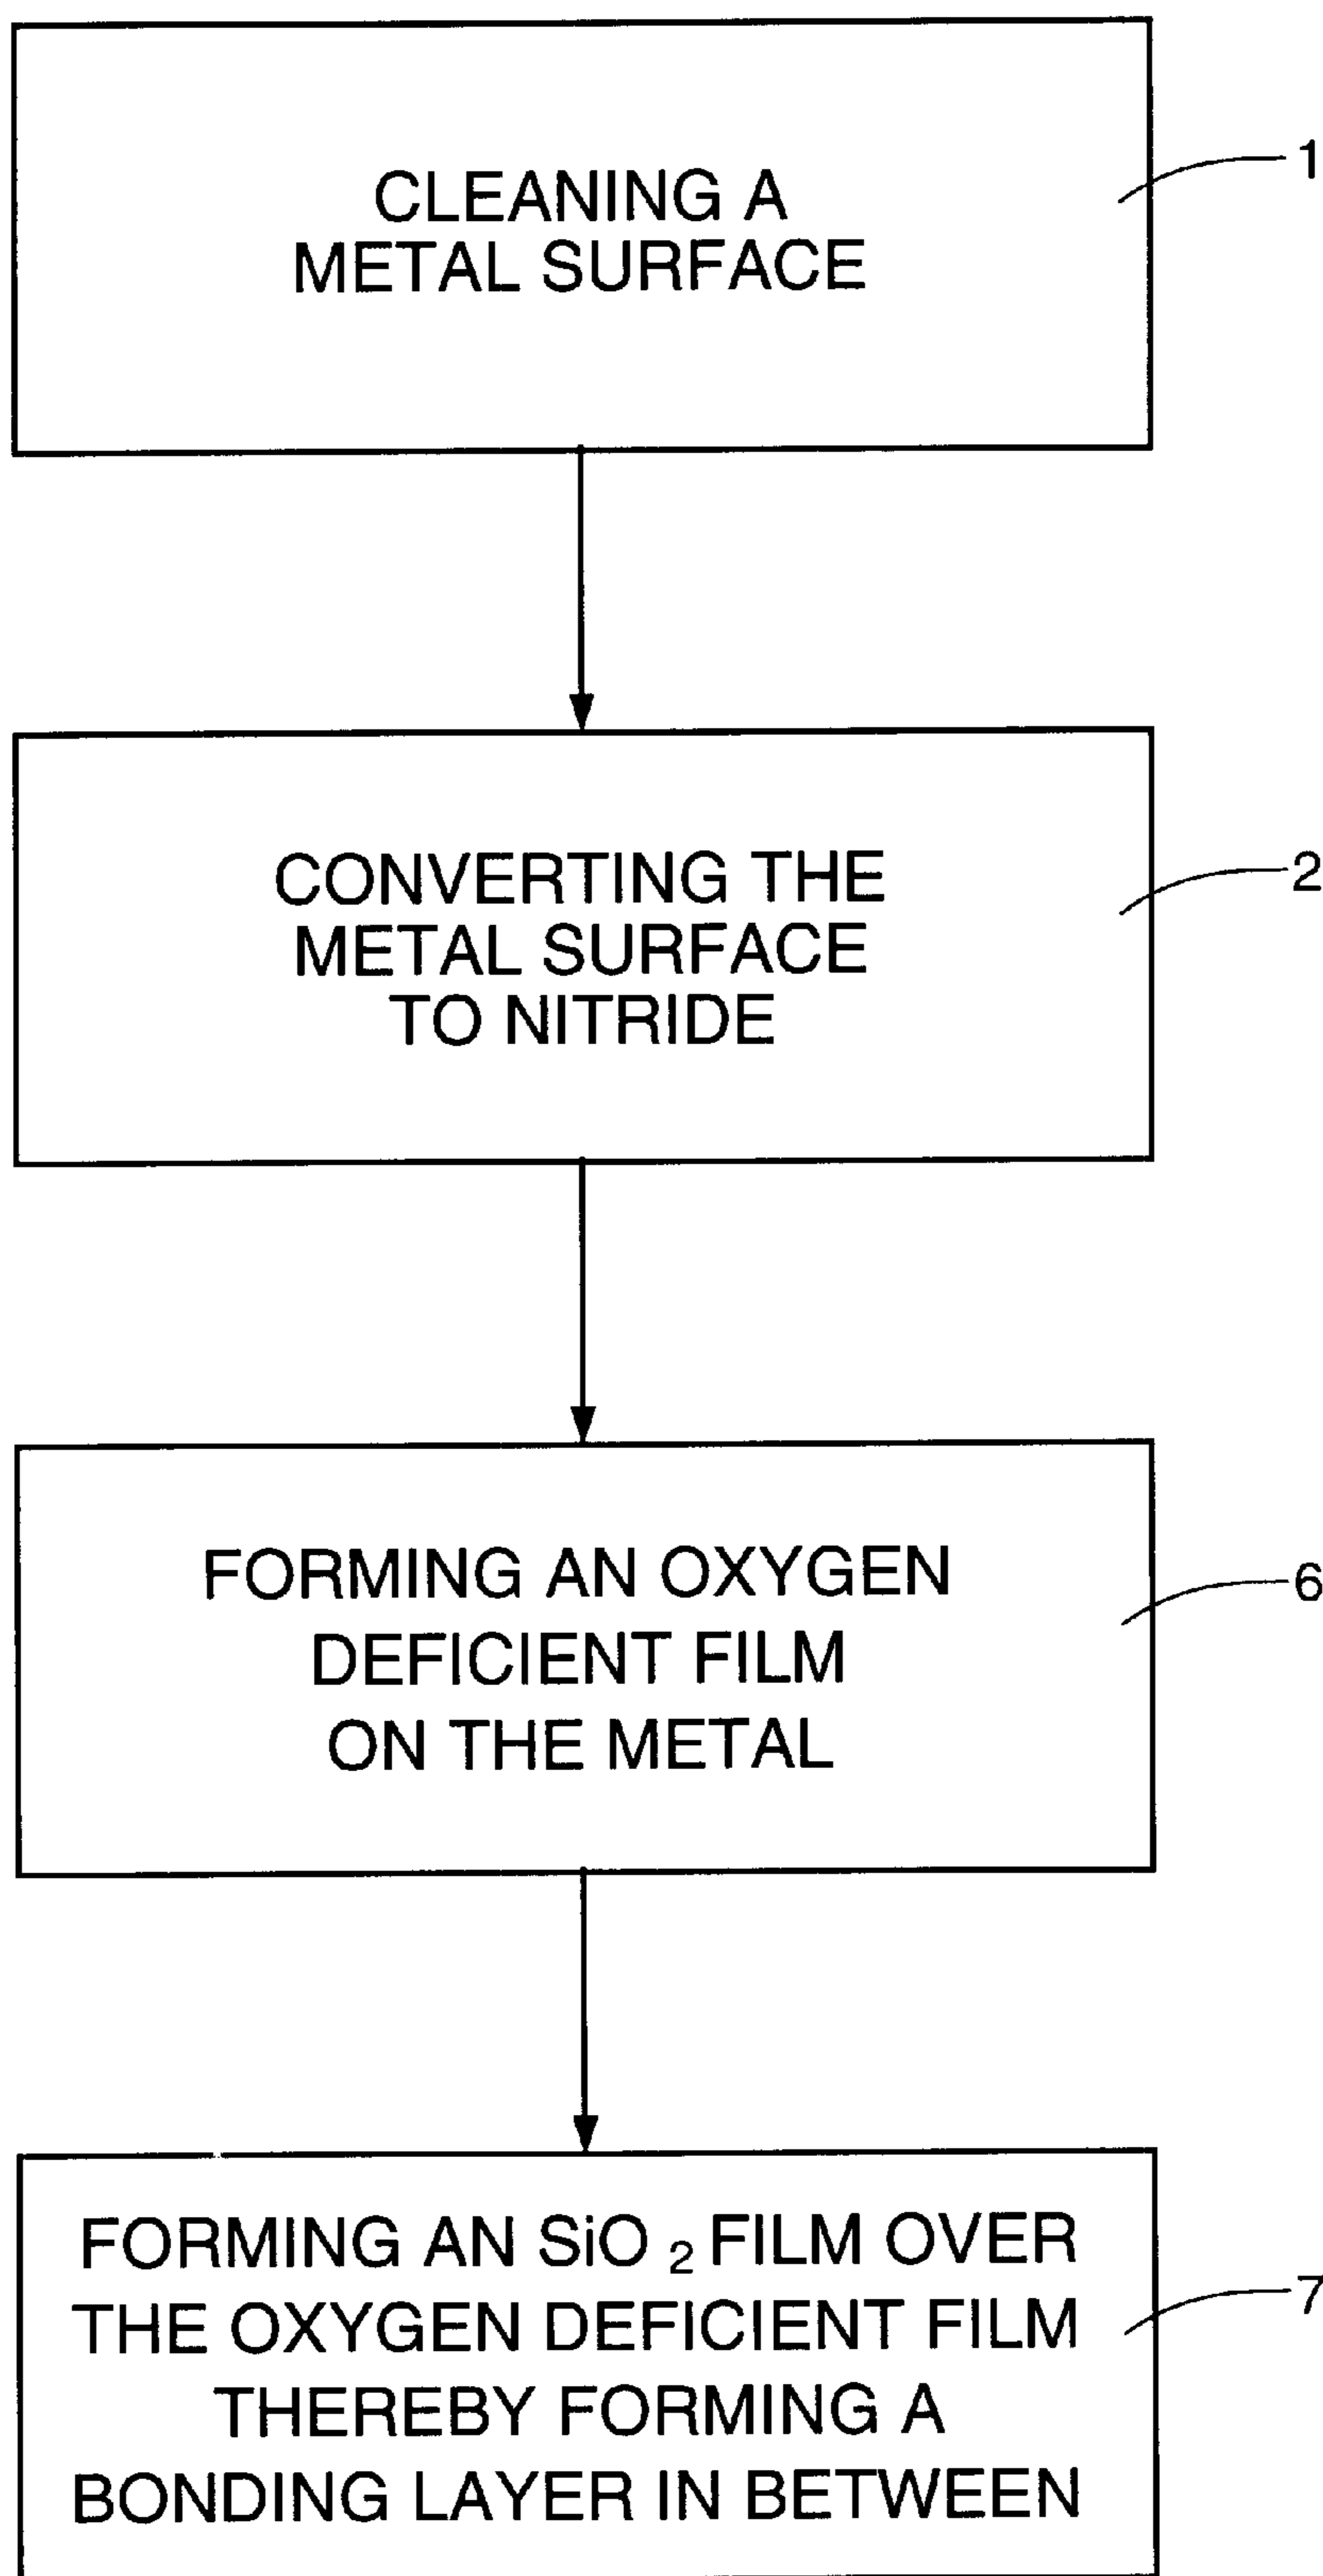 CLEANING A
METAL SURFACE
1
CONVERTING THE
METAL SURFACE
TO NITRIDE
2
FORMING AN OXYGEN
DEFICIENT FILM
ON THE METAL
6
FORMING AN SiO 2 FILM OVER
THE OXYGEN DEFICIENT FILM
THEREBY FORMING A
BONDING LAYER IN BETWEEN
7